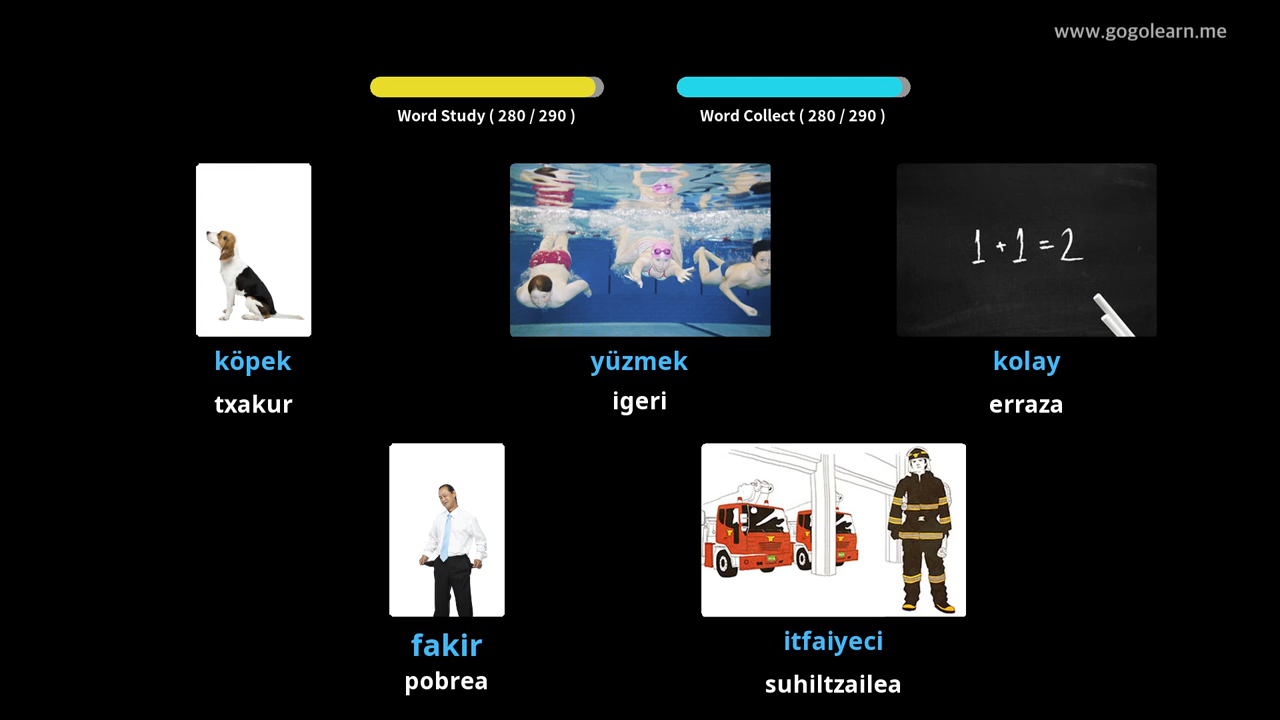 www.gogolearn.me
Word Study ( 280 / 290 )
Word Collect ( 280 / 290 )
1 + 1 = 2
köpek
txakur
yüzmek
igeri
kolay
erraza
fakir
pobrea
itfaiyeci
suhiltzailea